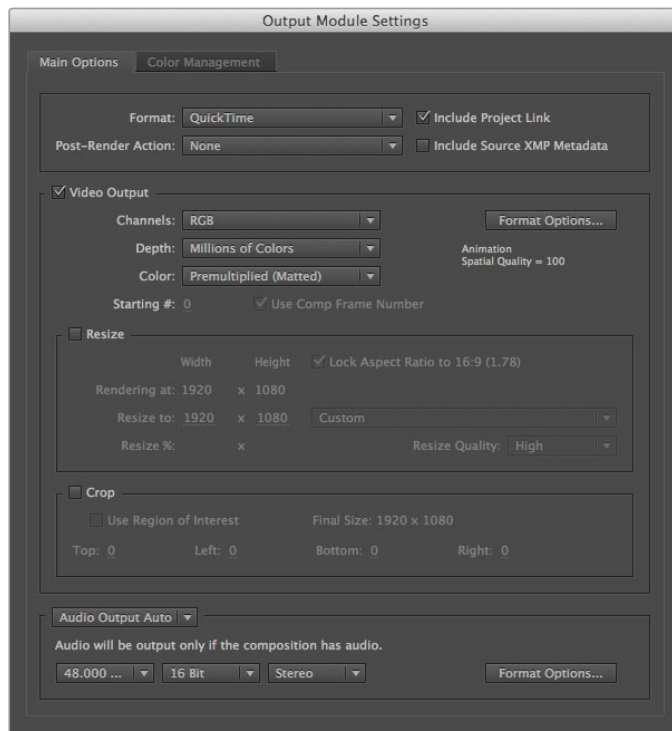 Output Module Settings
Main Options Color Management
Format: QuickTime Include Project Link
Post-Render Action: None Include Source XMP Metadata
Video Output
Channels: RGB Format Options...
Depth: Millions of Colors Animation
Spatial Quality = 100
Color: Premultiplied (Matted)
Starting #: 0 Use Comp Frame Number
Resize
Width Height Lock Aspect Ratio to 16:9 (1.78)
Rendering at: 1920 x 1080
Resize to: 1920 x 1080 Custom
Resize %: x Resize Quality: High
Crop
Use Region of Interest Final Size: 1920 x 1080
Top: 0 Left: 0 Bottom: 0 Right: 0
Audio Output Auto
Audio will be output only if the composition has audio.
48.000 ... 16 Bit Stereo Format Options...